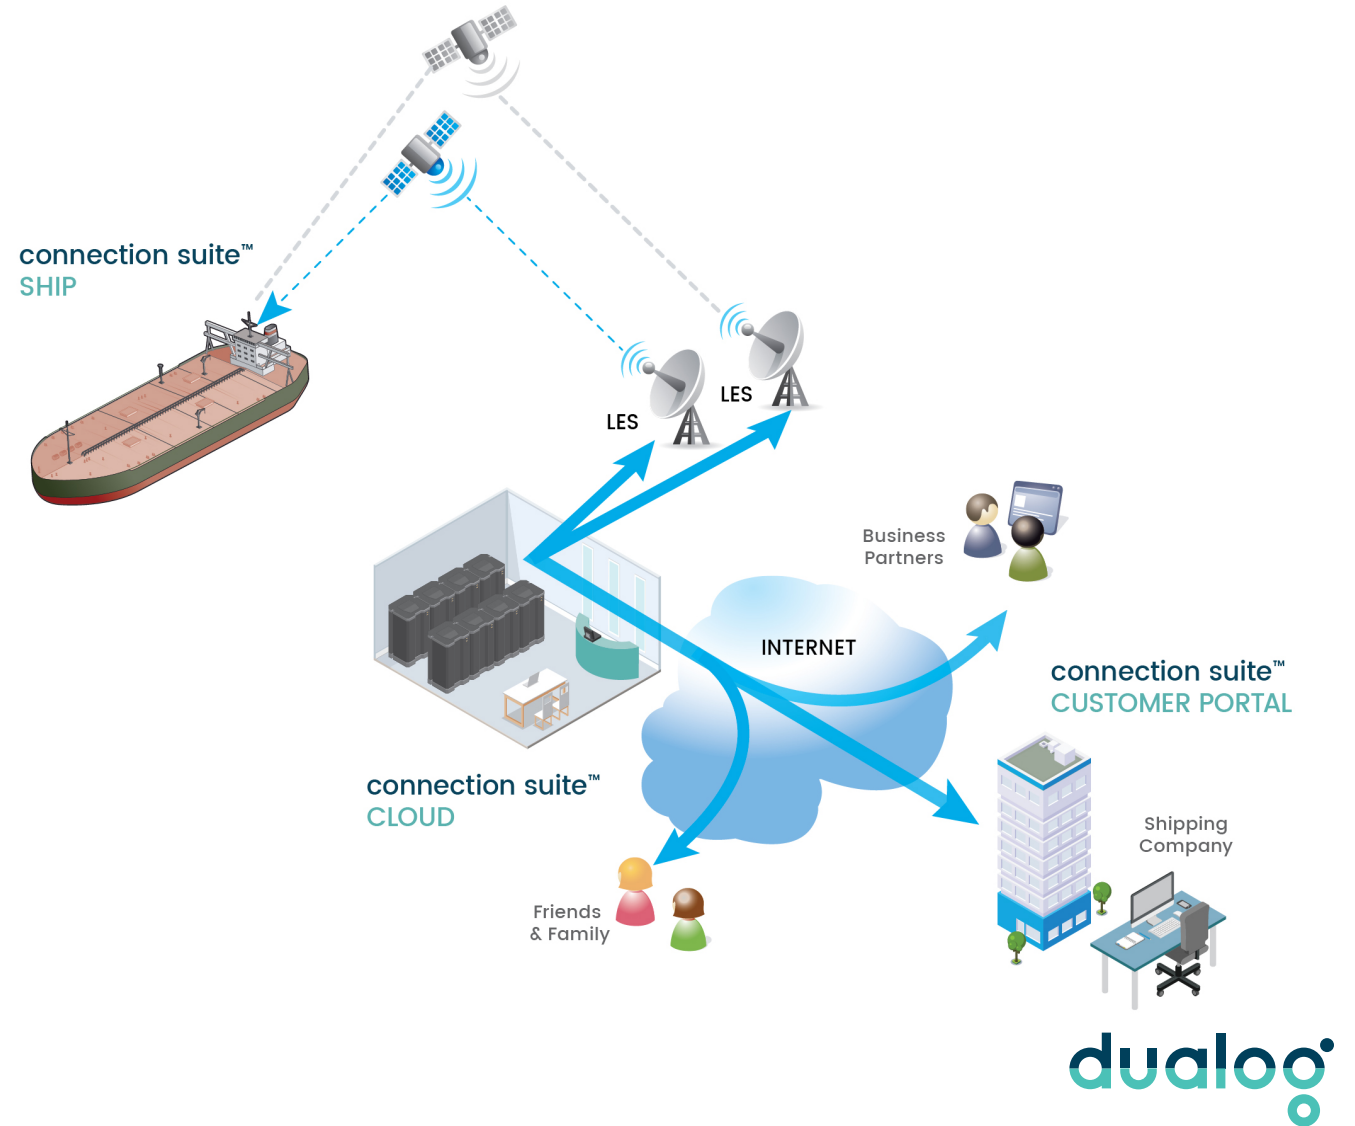 connection suite™
SHIP
LES
LES
Business
Partners
INTERNET
connection suite™
CUSTOMER PORTAL
connection suite™
CLOUD
Shipping
Company
Friends
& Family
dualog